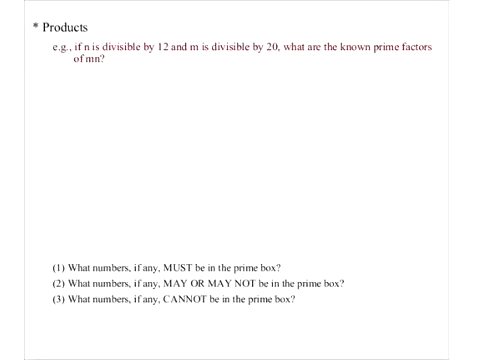 * Products
e.g., if n is divisible by 12 and m is divisible by 20, what are the known prime factors
of mn?
(1) What numbers, if any, MUST be in the prime box?
(2) What numbers, if any, MAY OR MAY NOT be in the prime box?
(3) What numbers, if any, CANNOT be in the prime box?